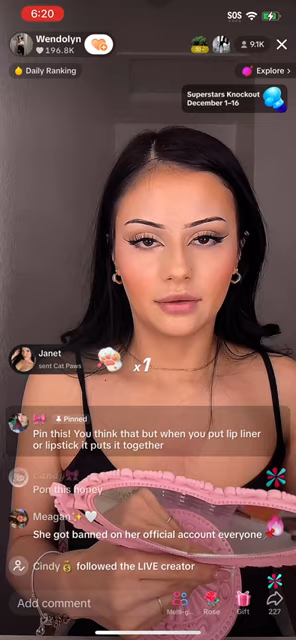 6:20
SOS
Wendolyn
196.8K
9.1K
Daily Ranking
Explore >
Superstars Knockout
December 1–16
Janet
sent Cat Paws
x1
Pinned
Pin this! You think that but when you put lip liner
or lipstick it puts it together
Pon this honey
Meagan
She got banned on her official account everyone
Cindy followed the LIVE creator
Add comment
Multi-g...
Rose
Gift
227